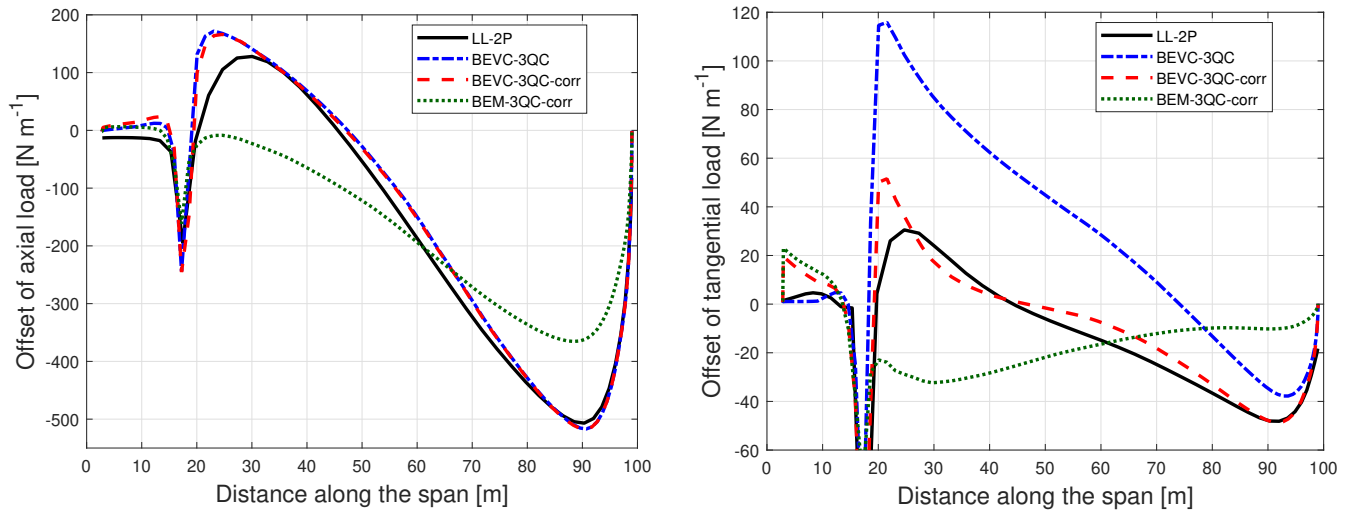 Offset of axial load [N m⁻¹]
200
100
0
-100
-200
-300
-400
-500
0 10 20 30 40 50 60 70 80 90 100
Distance along the span [m]
LL-2P
BEVC-3QC
BEVC-3QC-corr
BEM-3QC-corr
Offset of tangential load [N m⁻¹]
120
100
80
60
40
20
0
-20
-40
-60
0 10 20 30 40 50 60 70 80 90 100
Distance along the span [m]
LL-2P
BEVC-3QC
BEVC-3QC-corr
BEM-3QC-corr